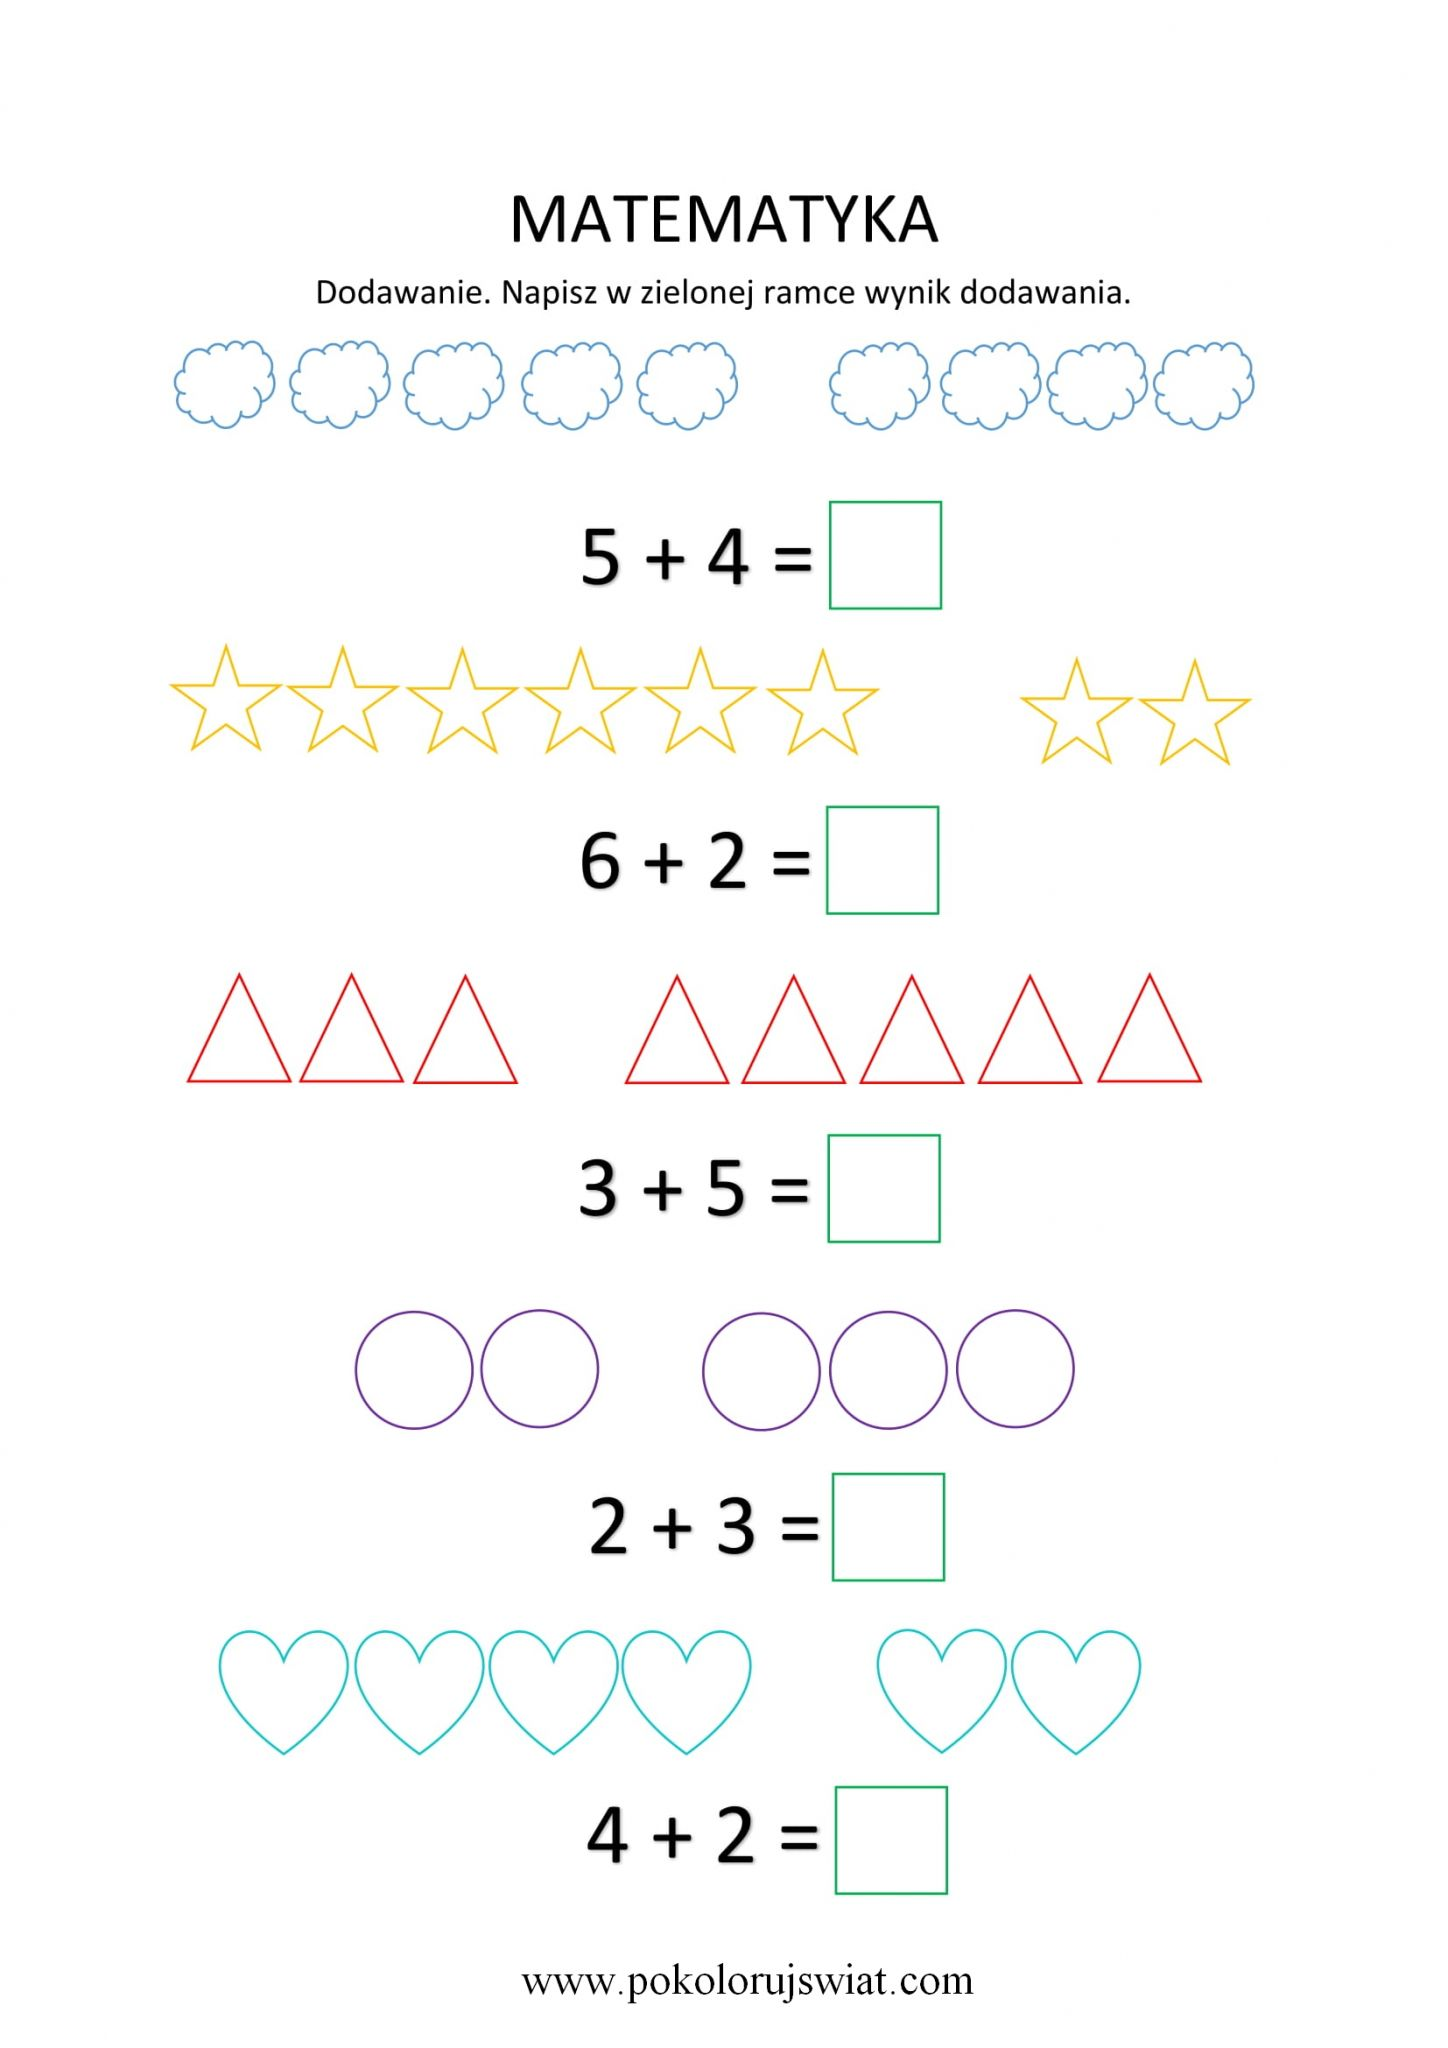 MATEMATYKA
Dodawanie. Napisz w zielonej ramce wynik dodawania.
5 + 4 =
6 + 2 =
3 + 5 =
2 + 3 =
4 + 2 =
www.pokolorujswiat.com